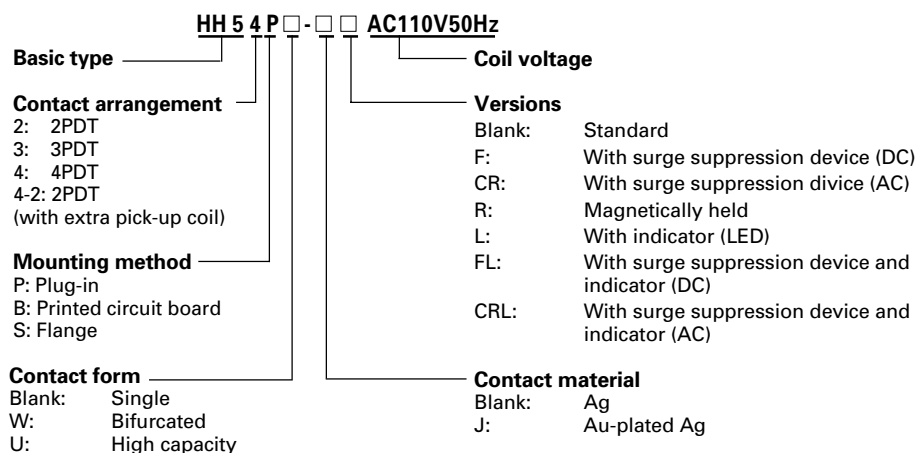 HH 5 4 P □ - □ □ AC110V50Hz
Basic type
Coil voltage
Contact arrangement
2: 2PDT
3: 3PDT
4: 4PDT
4-2: 2PDT
(with extra pick-up coil)
Mounting method
P: Plug-in
B: Printed circuit board
S: Flange
Contact form
Blank: Single
W: Bifurcated
U: High capacity
Versions
Blank: Standard
F: With surge suppression device (DC)
CR: With surge suppression divice (AC)
R: Magnetically held
L: With indicator (LED)
FL: With surge suppression device and
indicator (DC)
CRL: With surge suppression device and
indicator (AC)
Contact material
Blank: Ag
J: Au-plated Ag